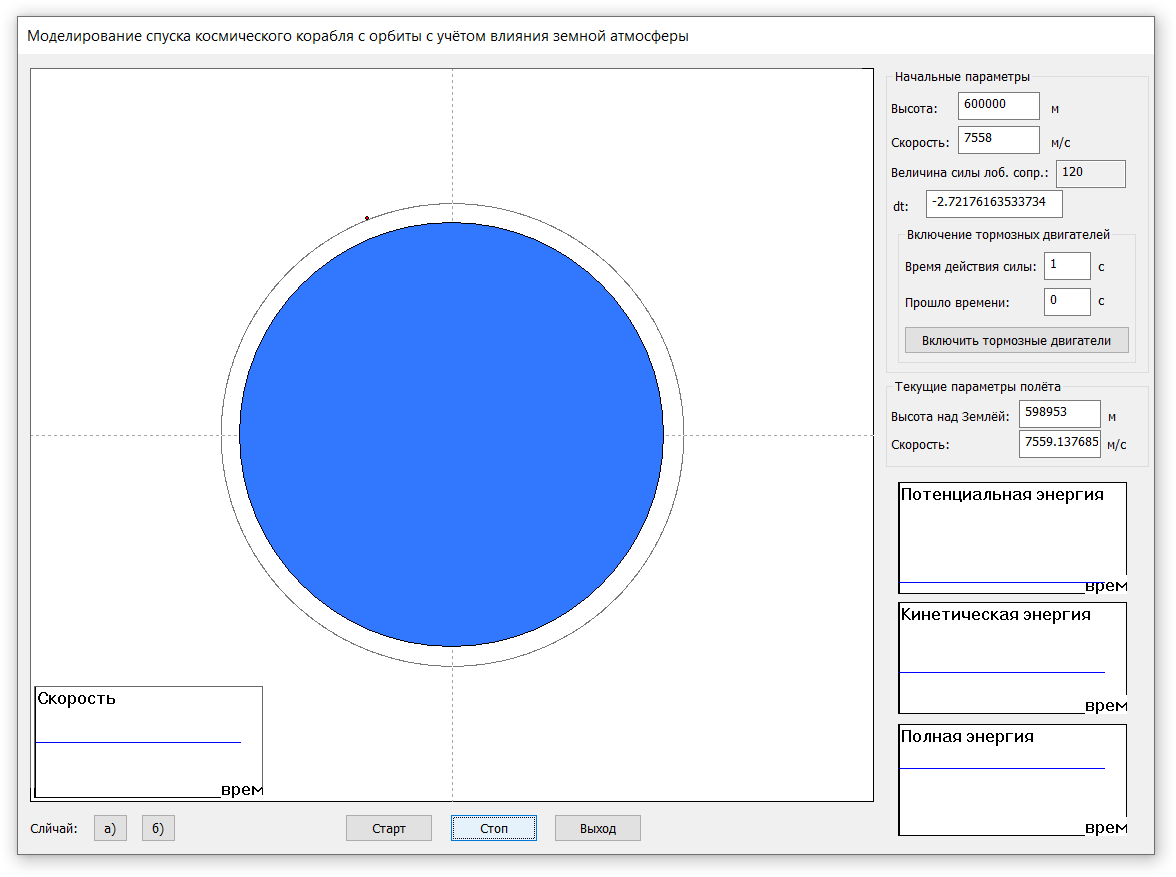 Моделирование спуска космического корабля с орбиты с учётом влияния земной атмосферы
Начальные параметры
Высота: 600000 м
Скорость: 7558 м/с
Величина силы лоб. сопр.: 120
dt: -2.72176163533734
Включение тормозных двигателей
Время действия силы: 1 с
Прошло времени: 0 с
Включить тормозные двигатели
Текущие параметры полёта
Высота над Землёй: 598953 м
Скорость: 7559.137685 м/с
Потенциальная энергия
врем
Кинетическая энергия
врем
Полная энергия
врем
Скорость
врем
Слйчай: а) б) Старт Стоп Выход